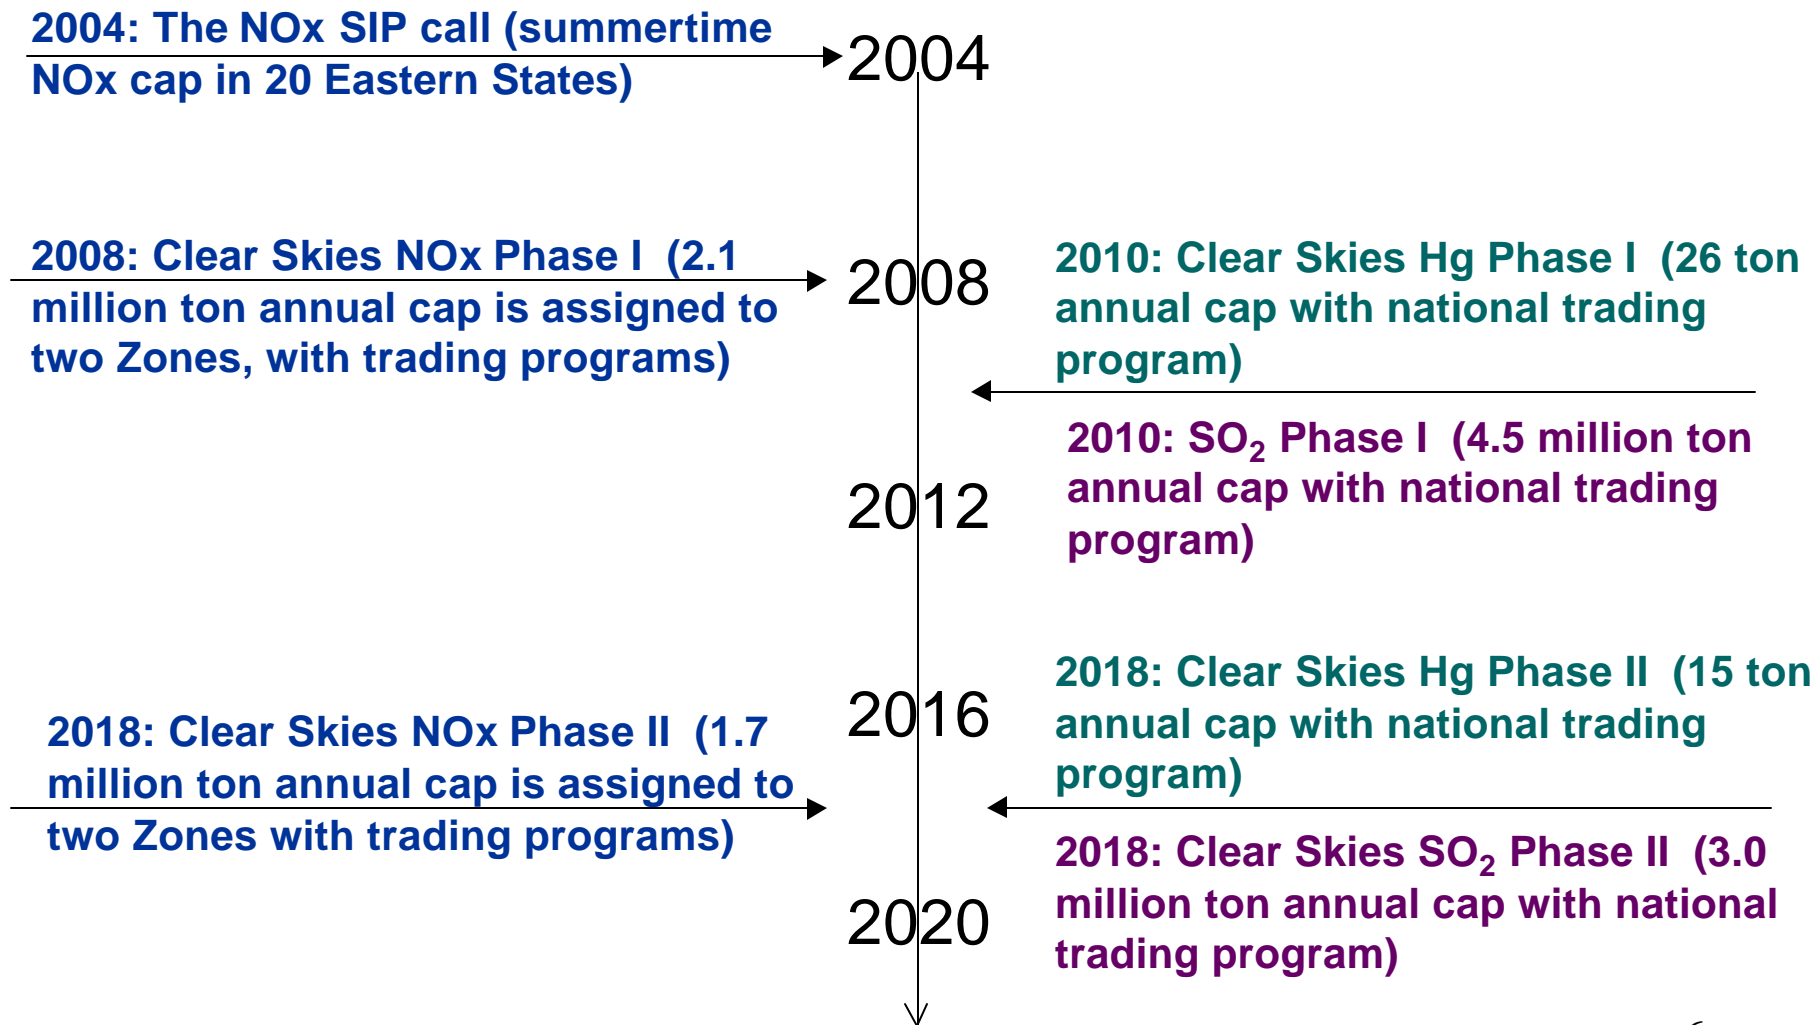 2004: The NOx SIP call (summertime
NOx cap in 20 Eastern States)
2004
2008: Clear Skies NOx Phase I (2.1
million ton annual cap is assigned to
two Zones, with trading programs)
2008
2010: Clear Skies Hg Phase I (26 ton
annual cap with national trading
program)
2010: SO₂ Phase I (4.5 million ton
annual cap with national trading
program)
2012
2018: Clear Skies Hg Phase II (15 ton
annual cap with national trading
program)
2016
2018: Clear Skies NOx Phase II (1.7
million ton annual cap is assigned to
two Zones with trading programs)
2018: Clear Skies SO₂ Phase II (3.0
million ton annual cap with national
trading program)
2020